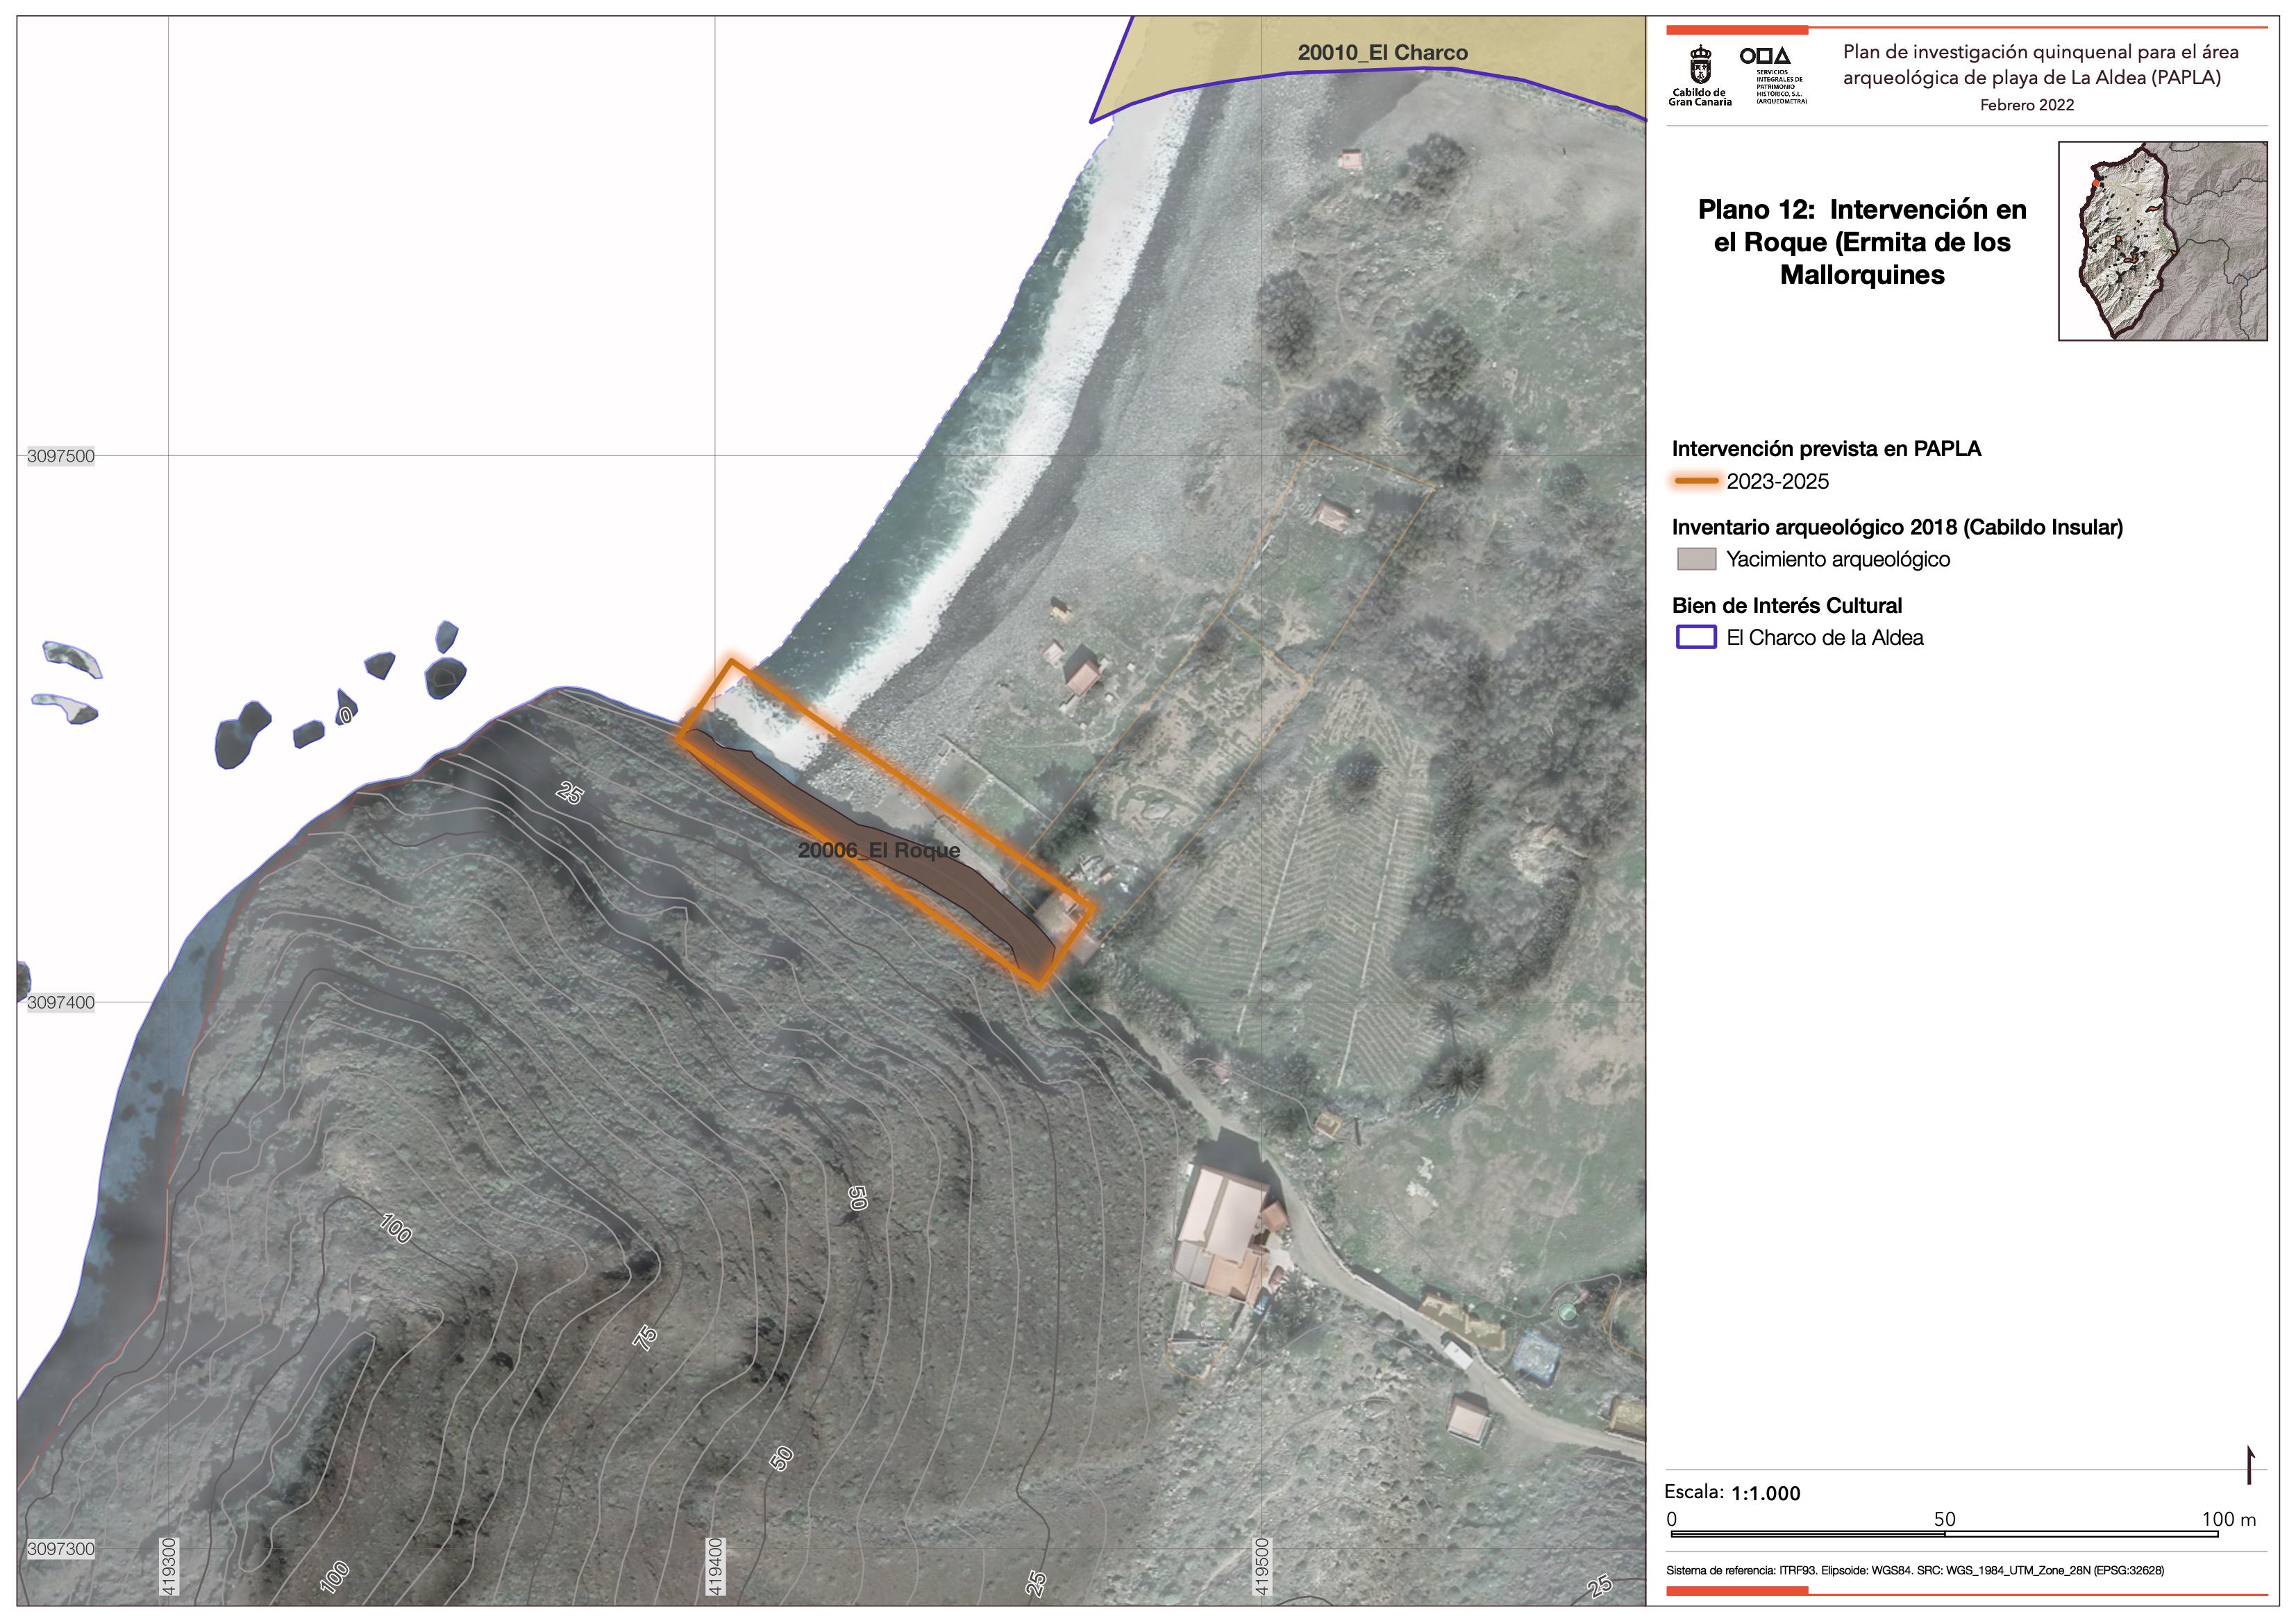 20010_El Charco
3097500
0
25
20006_El Roque
3097400
100
50
75
50
3097300
419300
100
419400
25
419500
25
Cabildo de
Gran Canaria
SERVICIOS
INTEGRALES DE
PATRIMONIO
HISTÓRICO, S.L.
(ARQUEOMETRA)
Plan de investigación quinquenal para el área
arqueológica de playa de La Aldea (PAPLA)
Febrero 2022
Plano 12: Intervención en
el Roque (Ermita de los
Mallorquines
Intervención prevista en PAPLA
2023-2025
Inventario arqueológico 2018 (Cabildo Insular)
Yacimiento arqueológico
Bien de Interés Cultural
El Charco de la Aldea
Escala: 1:1.000
0 50 100 m
Sistema de referencia: ITRF93. Elipsoide: WGS84. SRC: WGS_1984_UTM_Zone_28N (EPSG:32628)